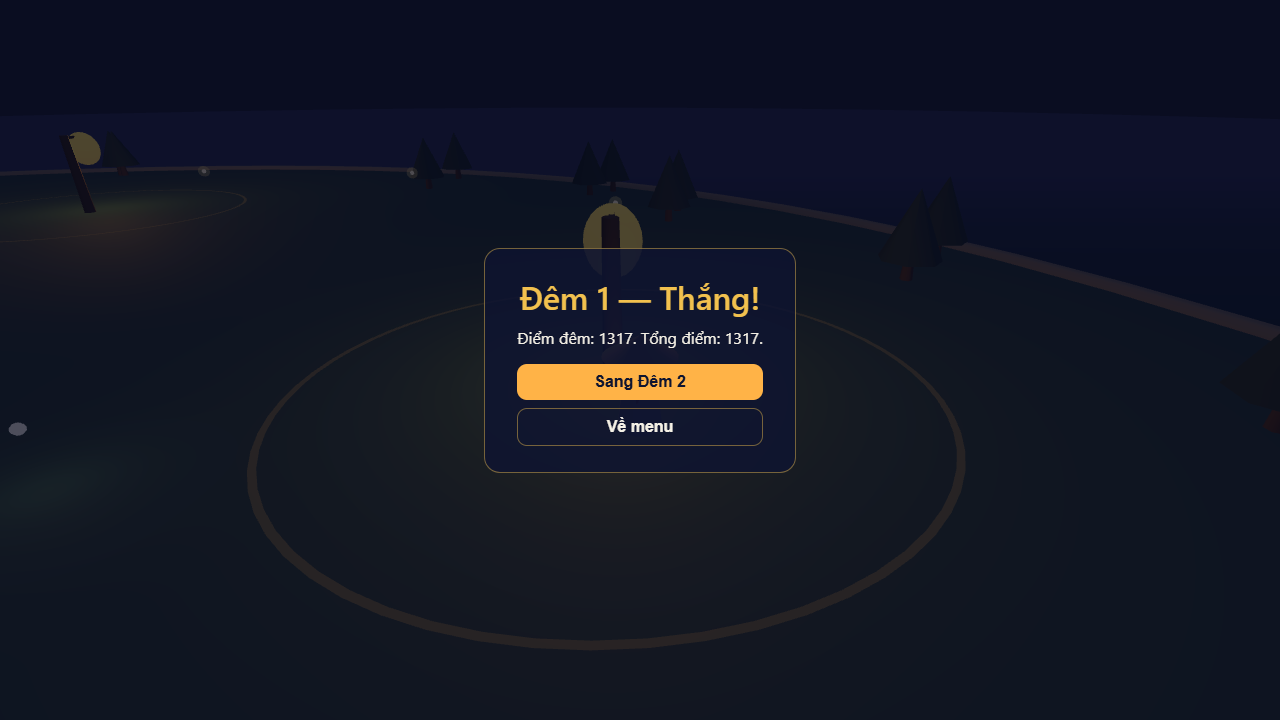 Đêm 1 — Thắng!
Điểm đêm: 1317. Tổng điểm: 1317.
Sang Đêm 2
Về menu